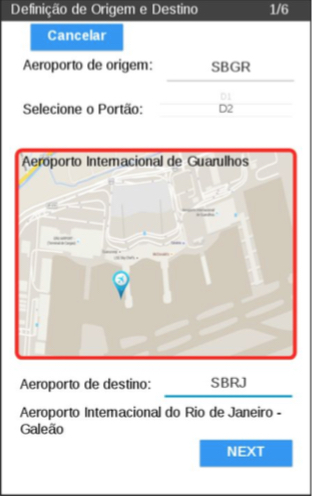 Definição de Origem e Destino 1/6
Cancelar
Aeroporto de origem: SBGR
D1
Selecione o Portão: D2
Aeroporto Internacional de Guarulhos
Aeroporto de destino: SBRJ
Aeroporto Internacional do Rio de Janeiro -
Galeão
NEXT